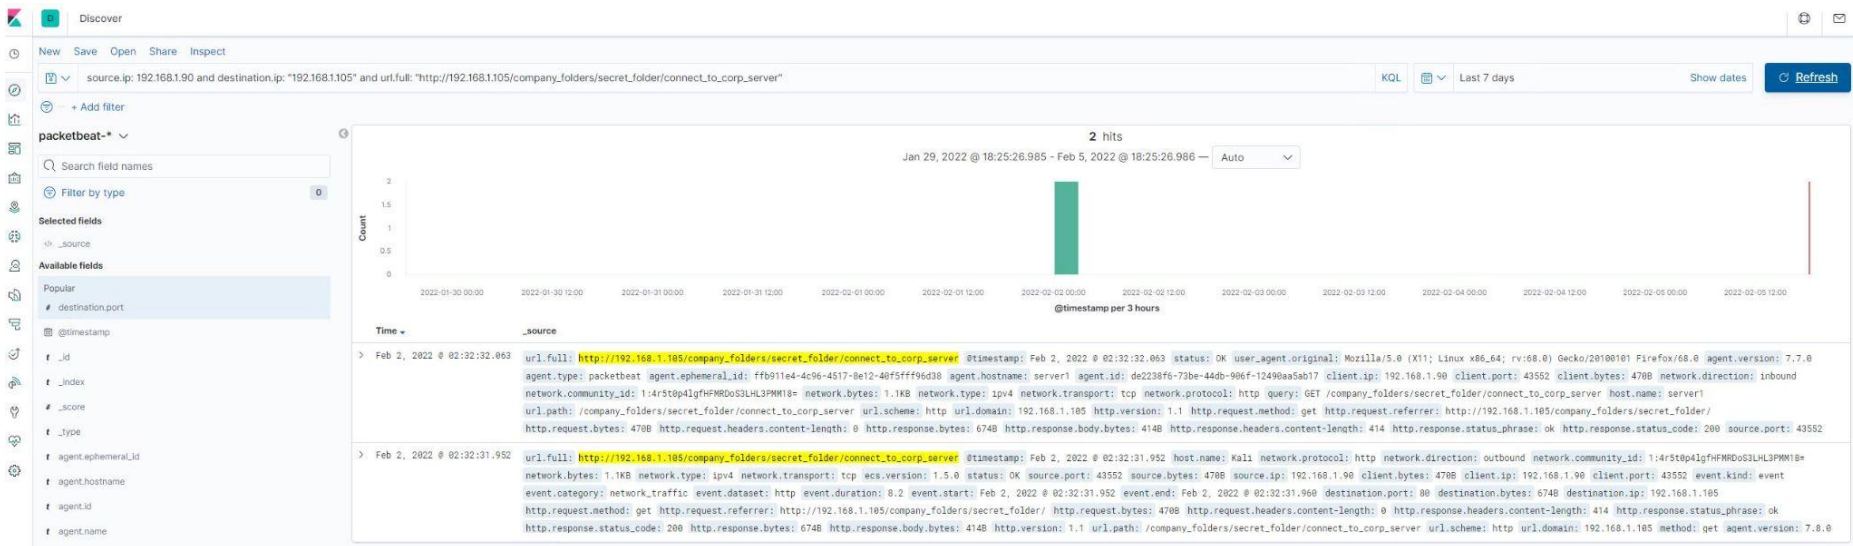 D Discover
New Save Open Share Inspect
source.ip: 192.168.1.90 and destination.ip: "192.168.1.105" and url.full: "http://192.168.1.105/company_folders/secret_folder/connect_to_corp_server" KQL Last 7 days Show dates Refresh
+ Add filter
packetbeat-*
Search field names
Filter by type 0
Selected fields
_source
Available fields
Popular
# destination.port
@timestamp
t _id
t _index
# _score
t _type
t agent.ephemeral_id
t agent.hostname
t agent.id
t agent.name
2 hits
Jan 29, 2022 @ 18:25:26.985 - Feb 5, 2022 @ 18:25:26.986 — Auto
Count
2
1.5
1
0.5
0
2022-01-30 00:00 2022-01-30 12:00 2022-01-31 00:00 2022-01-31 12:00 2022-02-01 00:00 2022-02-01 12:00 2022-02-02 00:00 2022-02-02 12:00 2022-02-03 00:00 2022-02-03 12:00 2022-02-04 00:00 2022-02-04 12:00 2022-02-05 00:00 2022-02-05 12:00
@timestamp per 3 hours
Time _source
Feb 2, 2022 @ 02:32:32.063 url.full: http://192.168.1.105/company_folders/secret_folder/connect_to_corp_server @timestamp: Feb 2, 2022 @ 02:32:32.063 status: OK user_agent.original: Mozilla/5.0 (X11; Linux x86_64; rv:68.0) Gecko/20100101 Firefox/68.0 agent.version: 7.7.0
agent.type: packetbeat agent.ephemeral_id: ffb911e4-4c96-4517-8e12-40f5fff96d38 agent.hostname: server1 agent.id: de2238f6-73be-44db-906f-12490aa5ab17 client.ip: 192.168.1.90 client.port: 43552 client.bytes: 470B network.direction: inbound
network.community_id: 1:4r5t0p4lgfHFMRDoS3LHL3PMM18= network.bytes: 1.1KB network.type: ipv4 network.transport: tcp network.protocol: http query: GET /company_folders/secret_folder/connect_to_corp_server host.name: server1
url.path: /company_folders/secret_folder/connect_to_corp_server url.scheme: http url.domain: 192.168.1.105 http.version: 1.1 http.request.method: get http.request.referrer: http://192.168.1.105/company_folders/secret_folder/
http.request.bytes: 470B http.request.headers.content-length: 0 http.response.bytes: 674B http.response.body.bytes: 414B http.response.headers.content-length: 414 http.response.status_phrase: ok http.response.status_code: 200 source.port: 43552
Feb 2, 2022 @ 02:32:31.952 url.full: http://192.168.1.105/company_folders/secret_folder/connect_to_corp_server @timestamp: Feb 2, 2022 @ 02:32:31.952 host.name: Kali network.protocol: http network.direction: outbound network.community_id: 1:4r5t0p4lgfHFMRDoS3LHL3PMM18=
network.bytes: 1.1KB network.type: ipv4 network.transport: tcp ecs.version: 1.5.0 status: OK source.port: 43552 source.bytes: 470B source.ip: 192.168.1.90 client.bytes: 470B client.ip: 192.168.1.90 client.port: 43552 event.kind: event
event.category: network_traffic event.dataset: http event.duration: 8.2 event.start: Feb 2, 2022 @ 02:32:31.952 event.end: Feb 2, 2022 @ 02:32:31.960 destination.port: 80 destination.bytes: 674B destination.ip: 192.168.1.105
http.request.method: get http.request.referrer: http://192.168.1.105/company_folders/secret_folder/ http.request.bytes: 470B http.request.headers.content-length: 0 http.response.headers.content-length: 414 http.response.status_phrase: ok
http.response.status_code: 200 http.response.bytes: 674B http.response.body.bytes: 414B http.version: 1.1 url.path: /company_folders/secret_folder/connect_to_corp_server url.scheme: http url.domain: 192.168.1.105 method: get agent.version: 7.8.0